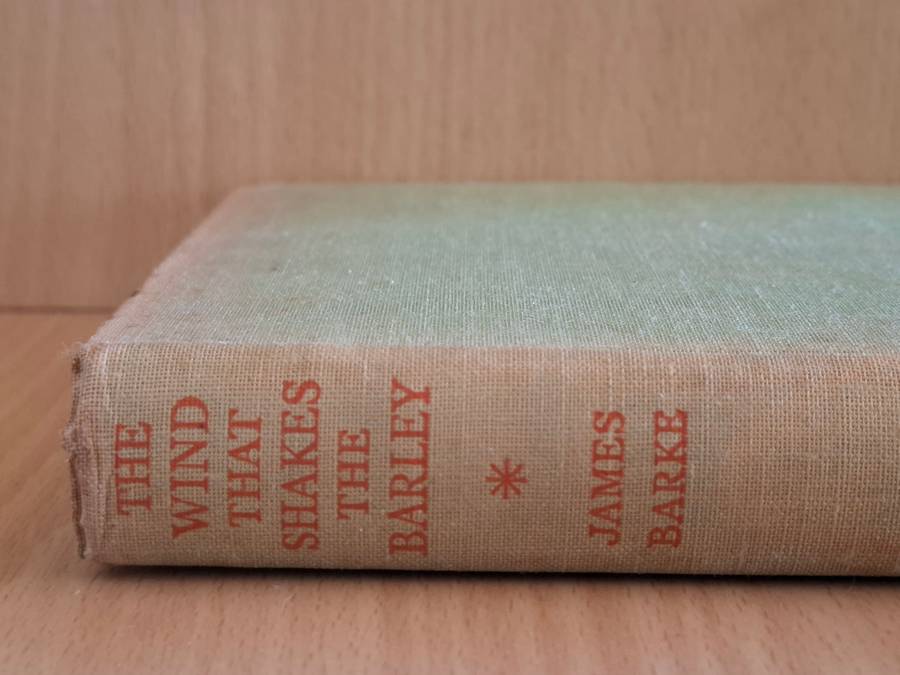 THE
WIND
THAT
SHAKES
THE
BARLEY
*
JAMES
BARKE